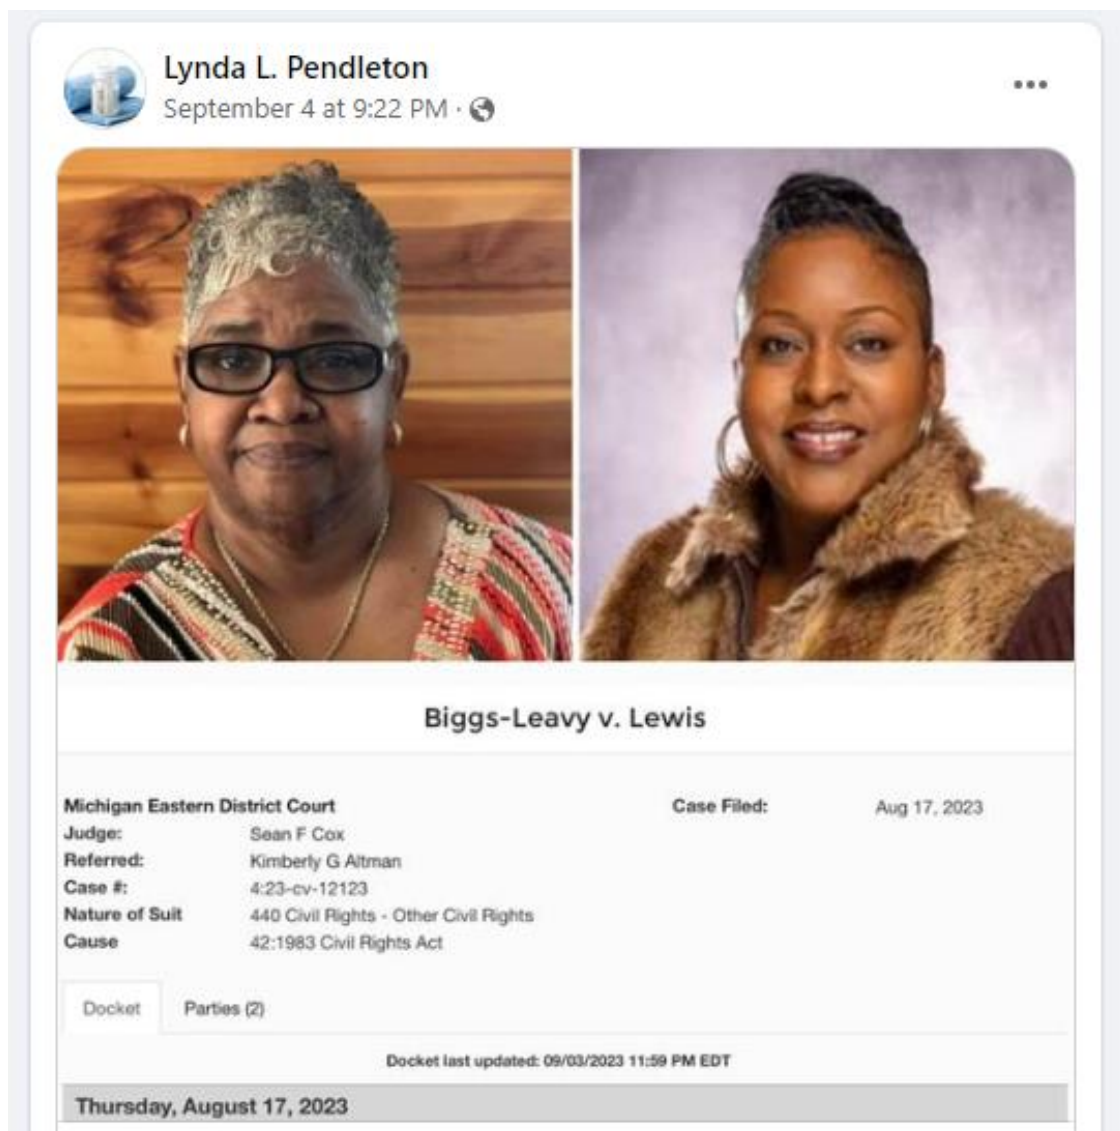 Lynda L. Pendleton
September 4 at 9:22 PM ·
Biggs-Leavy v. Lewis
Michigan Eastern District Court Case Filed: Aug 17, 2023
Judge: Sean F Cox
Referred: Kimberly G Altman
Case #: 4:23-cv-12123
Nature of Suit 440 Civil Rights - Other Civil Rights
Cause 42:1983 Civil Rights Act
Docket Parties (2)
Docket last updated: 09/03/2023 11:59 PM EDT
Thursday, August 17, 2023